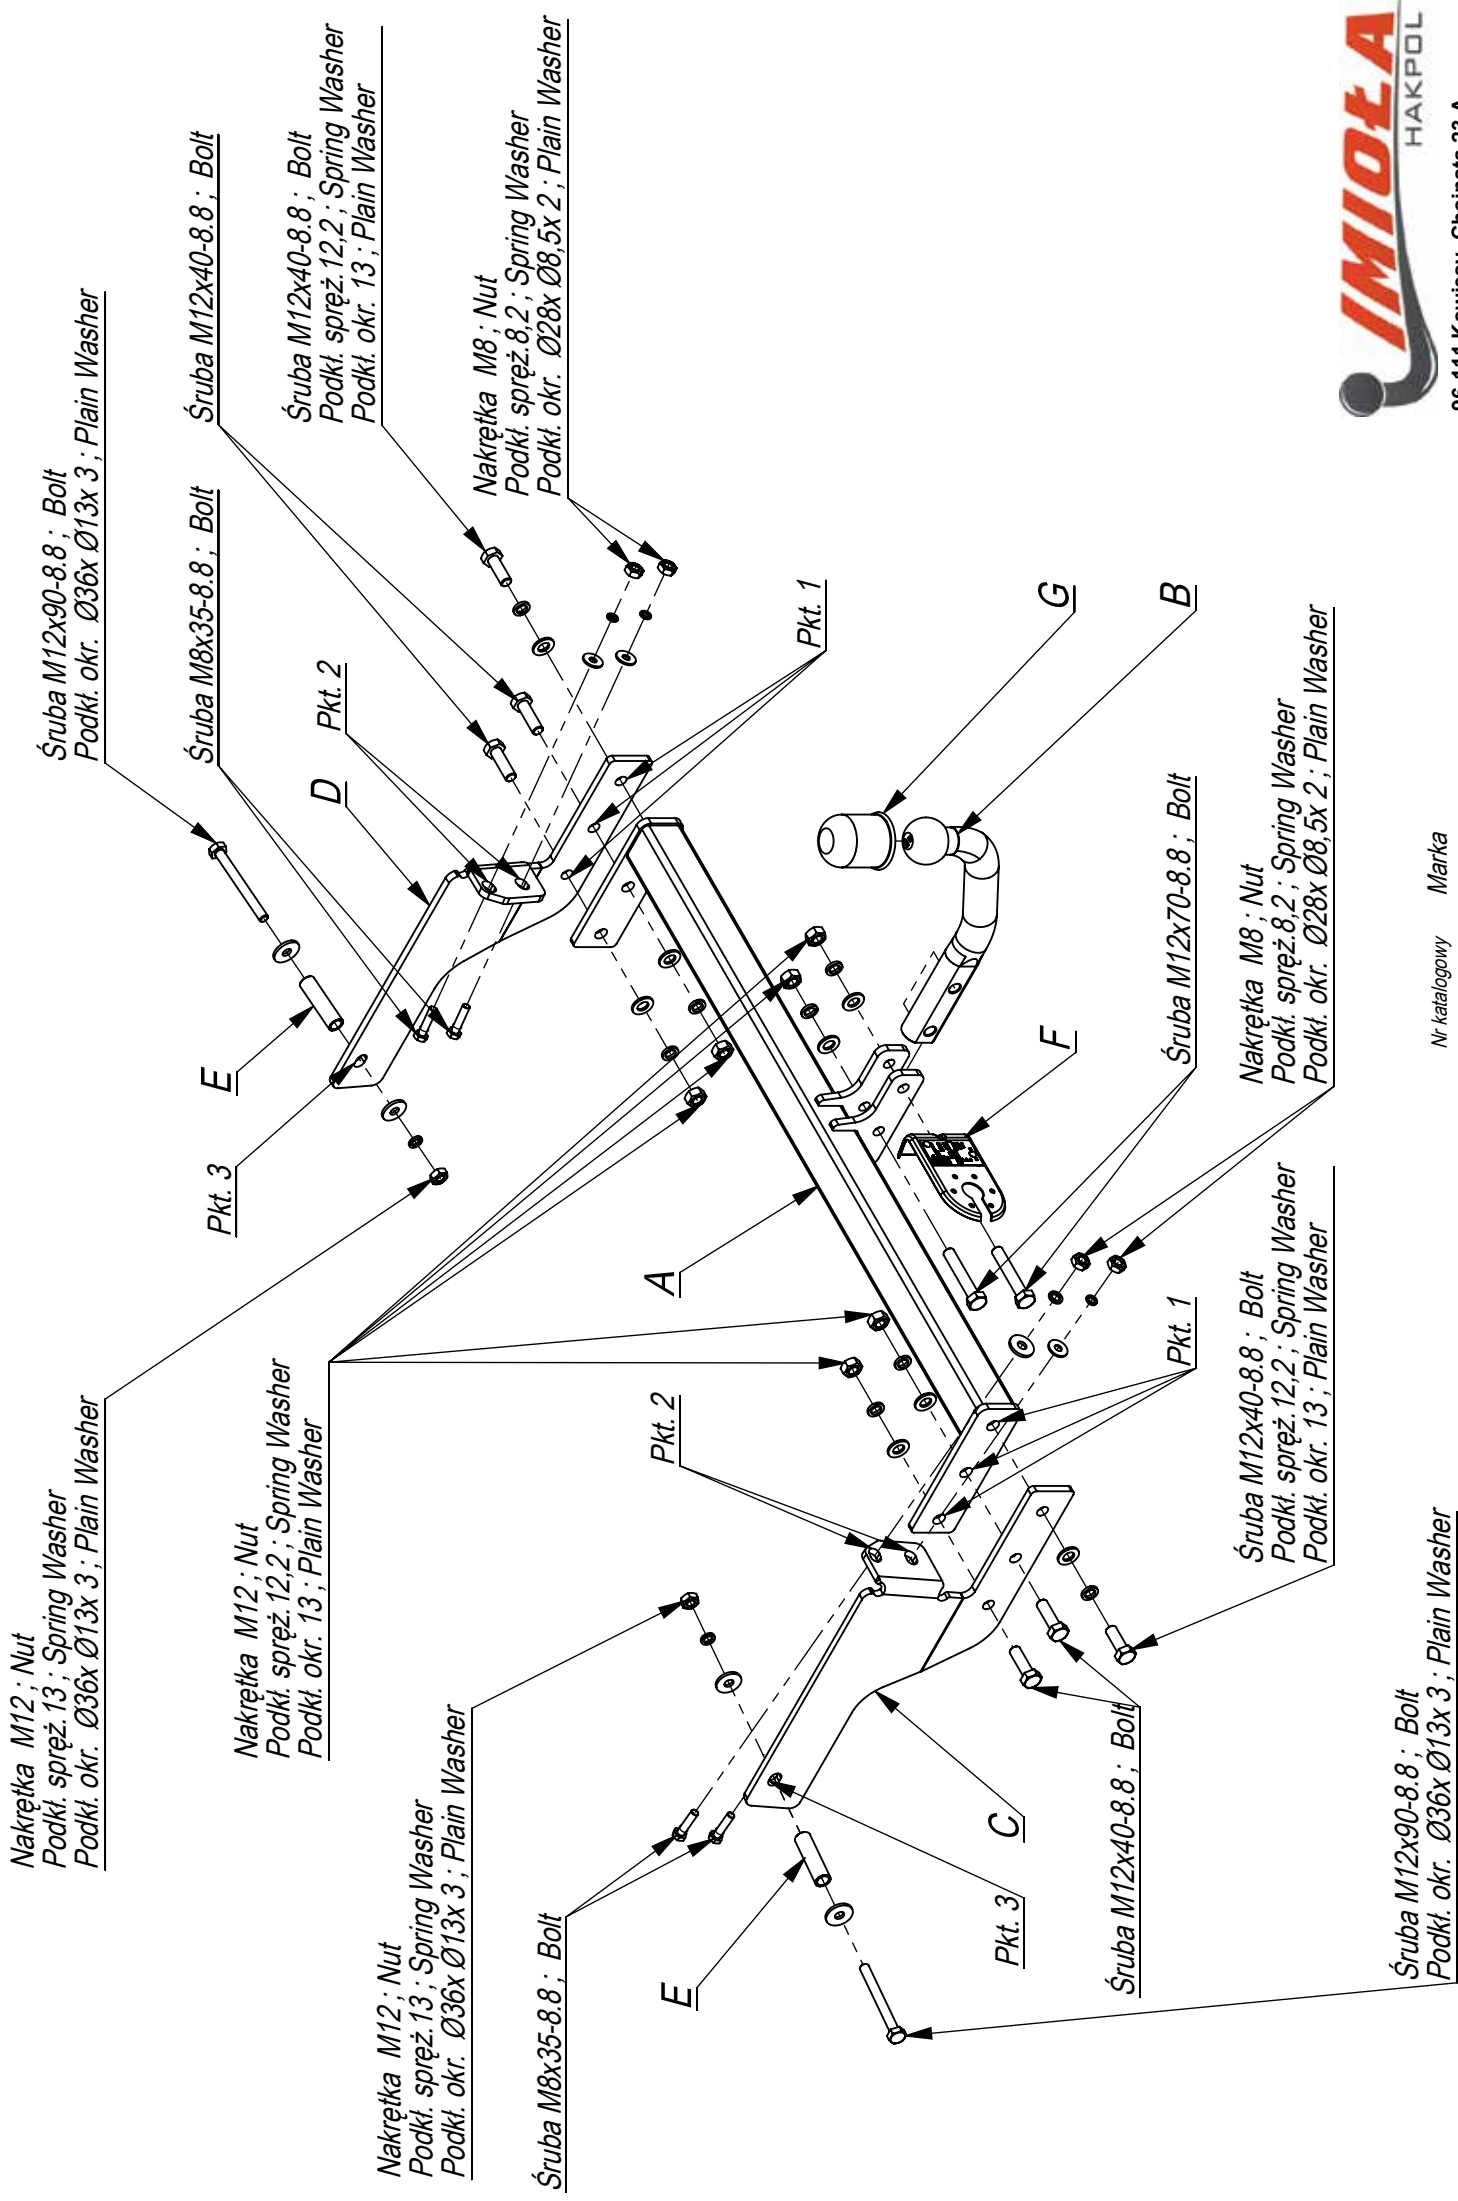 Nakrętka M12 ; Nut
Podkł. spręż.13 ; Spring Washer
Podkł. okr. Ø36x Ø13x 3 ; Plain Washer
Śruba M12x90-8.8 ; Bolt
Podkł. okr. Ø36x Ø13x 3 ; Plain Washer
Śruba M8x35-8.8 ; Bolt
Śruba M12x40-8.8 ; Bolt
Pkt. 3
E
D
Pkt. 2
Nakrętka M12 ; Nut
Podkł. spręż.12,2 ; Spring Washer
Podkł. okr. 13 ; Plain Washer
Śruba M12x40-8.8 ; Bolt
Podkł. spręż.12,2 ; Spring Washer
Podkł. okr. 13 ; Plain Washer
Nakrętka M12 ; Nut
Podkł. spręż.13 ; Spring Washer
Podkł. okr. Ø36x Ø13x 3 ; Plain Washer
Nakrętka M8 ; Nut
Podkł. spręż.8,2 ; Spring Washer
Podkł. okr. Ø28x Ø8,5x 2 ; Plain Washer
Śruba M8x35-8.8 ; Bolt
Pkt. 2
A
E
Pkt. 1
Pkt. 3
C
F
G
Śruba M12x40-8.8 ; Bolt
Pkt. 1
Śruba M12x70-8.8 ; Bolt
B
Śruba M12x40-8.8 ; Bolt
Podkł. spręż.12,2 ; Spring Washer
Podkł. okr. 13 ; Plain Washer
Nakrętka M8 ; Nut
Podkł. spręż.8,2 ; Spring Washer
Podkł. okr. Ø28x Ø8,5x 2 ; Plain Washer
Śruba M12x90-8.8 ; Bolt
Podkł. okr. Ø36x Ø13x 3 ; Plain Washer
IMIOŁA
HAKPOL
Nr katalogowy Marka